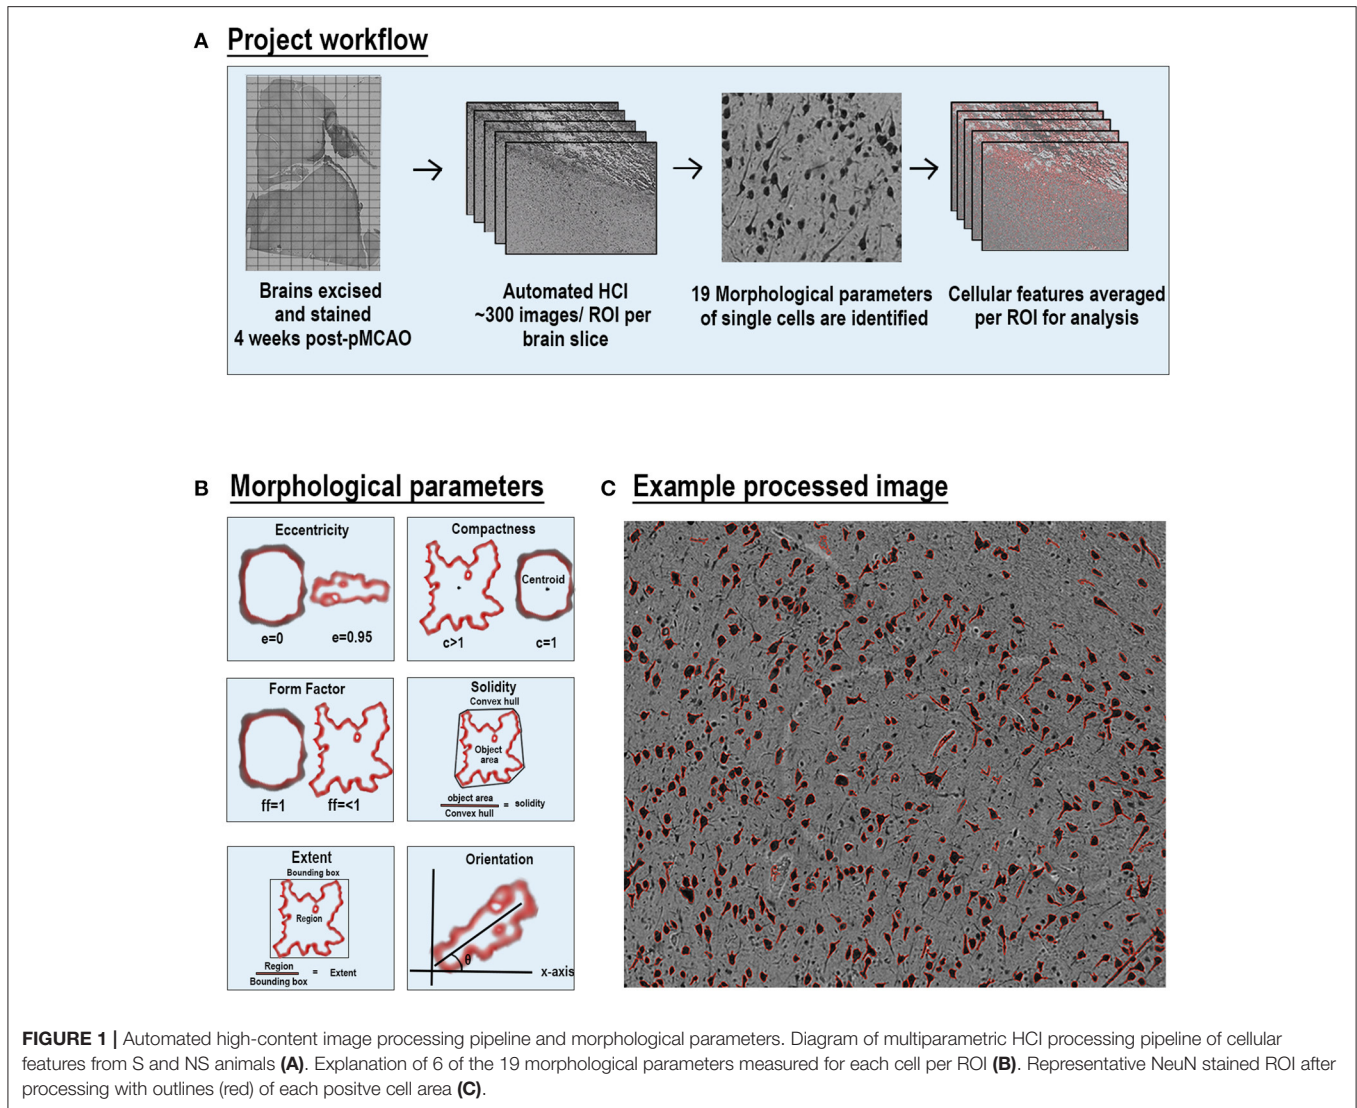 A Project workflow
Brains excised
and stained
4 weeks post-pMCAO
Automated HCI
~300 images/ ROI per
brain slice
19 Morphological parameters
of single cells are identified
Cellular features averaged
per ROI for analysis
B Morphological parameters
Eccentricity
e=0
e=0.95
Compactness
Centroid
c>1
c=1
Form Factor
ff=1
ff=<1
Solidity
Convex hull
Object
area
object area
Convex hull
= solidity
Extent
Bounding box
Region
Region
Bounding box
= Extent
Orientation
θ
x-axis
C Example processed image
FIGURE 1 | Automated high-content image processing pipeline and morphological parameters. Diagram of multiparametric HCI processing pipeline of cellular
features from S and NS animals (A). Explanation of 6 of the 19 morphological parameters measured for each cell per ROI (B). Representative NeuN stained ROI after
processing with outlines (red) of each positve cell area (C).